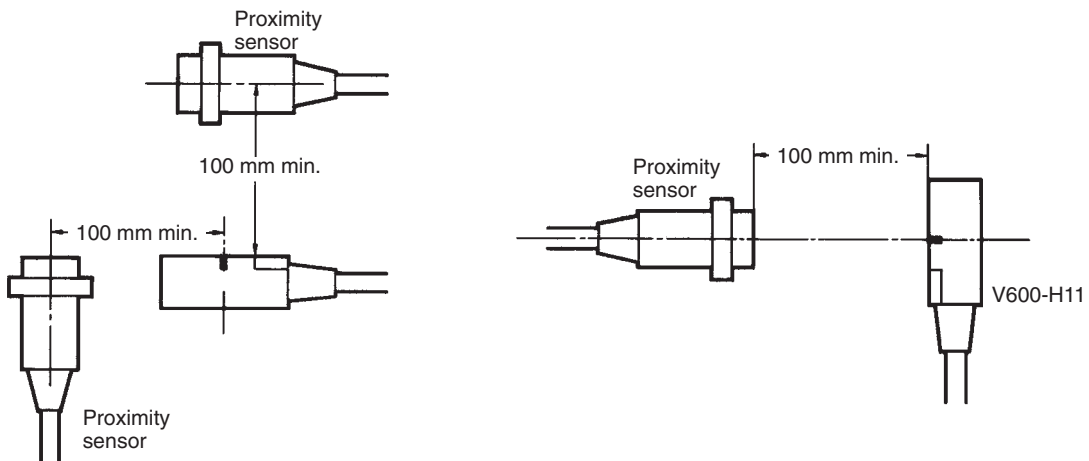 Proximity
sensor
100 mm min.
100 mm min.
Proximity
sensor
Proximity
sensor
100 mm min.
V600-H11